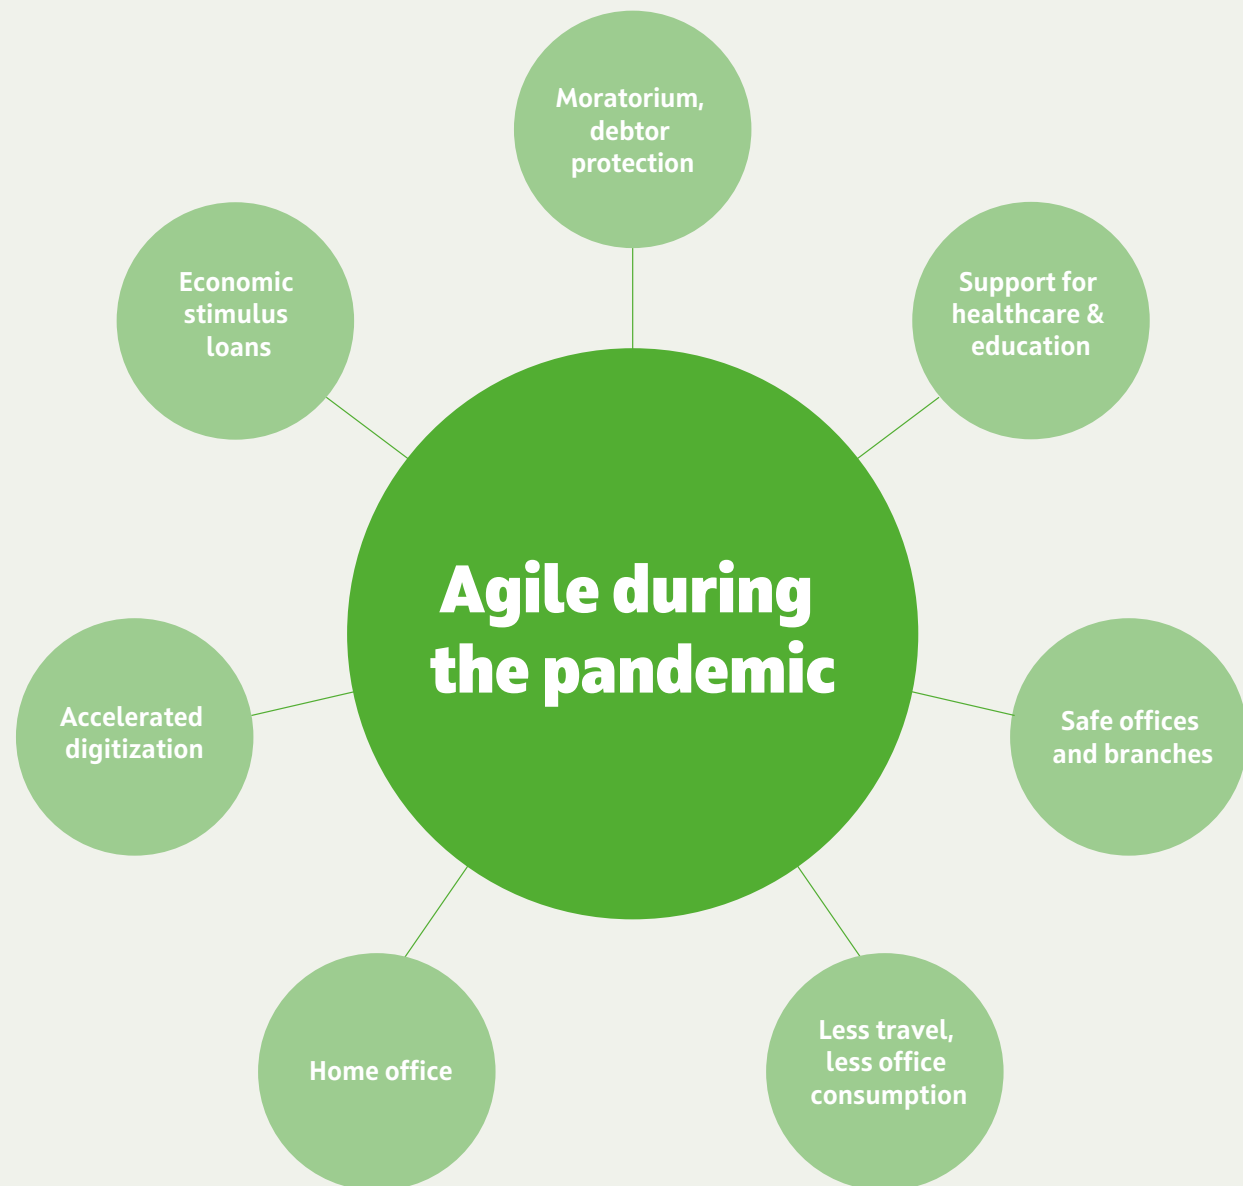 Moratorium,
debtor
protection
Economic
stimulus
loans
Support for
healthcare &
education
Agile during
the pandemic
Accelerated
digitization
Safe offices
and branches
Home office
Less travel,
less office
consumption